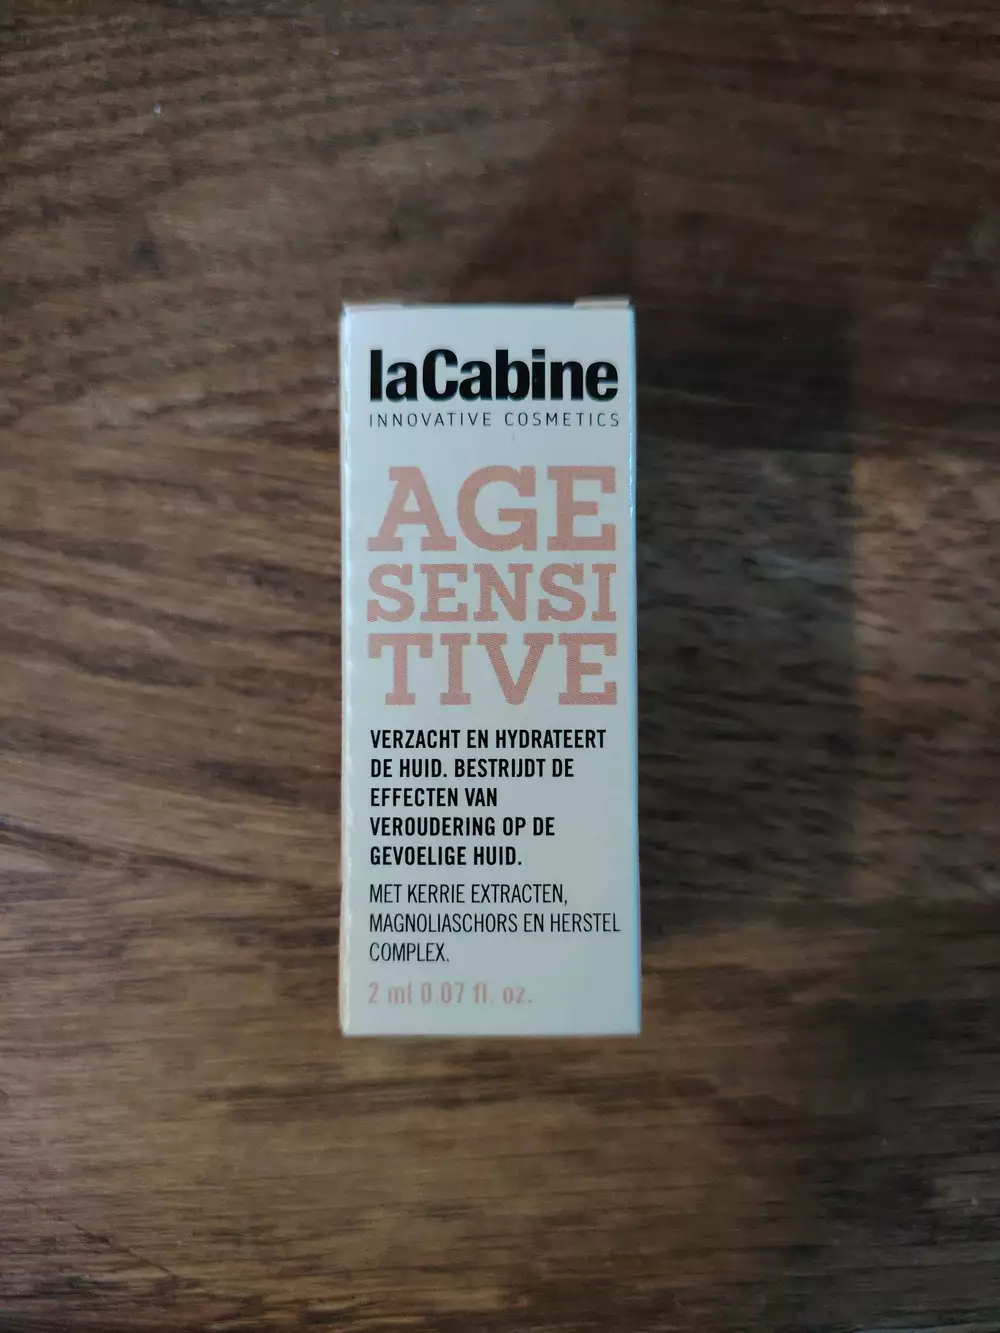 laCabine
INNOVATIVE COSMETICS
AGE
SENSI
TIVE
VERZACHT EN HYDRATEERT
DE HUID. BESTRIJDT DE
EFFECTEN VAN
VEROUDERING OP DE
GEVOELIGE HUID.
MET KERRIE EXTRACTEN,
MAGNOLIASCHORS EN HERSTEL
COMPLEX.
2 ml 0.07 fl. oz.